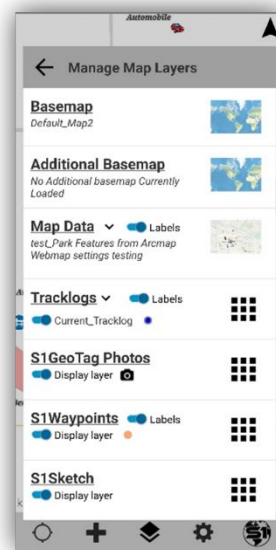 Automobile
Manage Map Layers
Basemap
Default_Map2
Additional Basemap
No Additional basemap Currently
Loaded
Map Data Labels
test_Park Features from Arcmap
Webmap settings testing
Tracklogs Labels
Current_Tracklog
S1GeoTag Photos
Display layer
S1Waypoints Labels
Display layer
S1Sketch
Display layer
S1